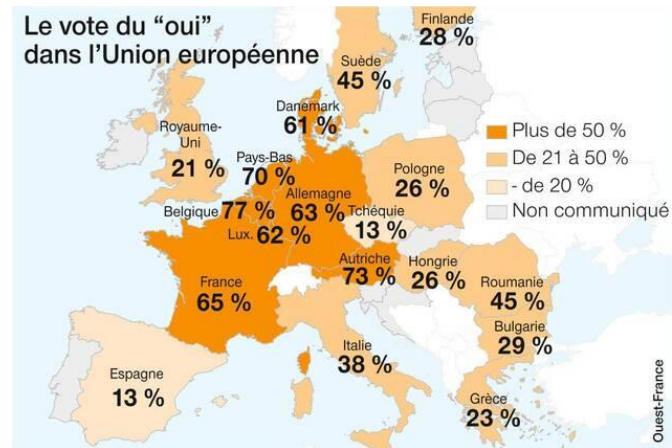 Le vote du “oui”
dans l’Union européenne
Finlande
28 %
Suède
45 %
Danemark
61 %
Royaume-
Uni
21 %
Pays-Bas
70 %
Belgique
77 %
Lux.
62 %
Allemagne
63 %
Pologne
26 %
Tchéquie
13 %
Autriche
73 %
Hongrie
26 %
Roumanie
45 %
Bulgarie
29 %
France
65 %
Italie
38 %
Espagne
13 %
Grèce
23 %
Plus de 50 %
De 21 à 50 %
- de 20 %
Non communiqué
Ouest-France